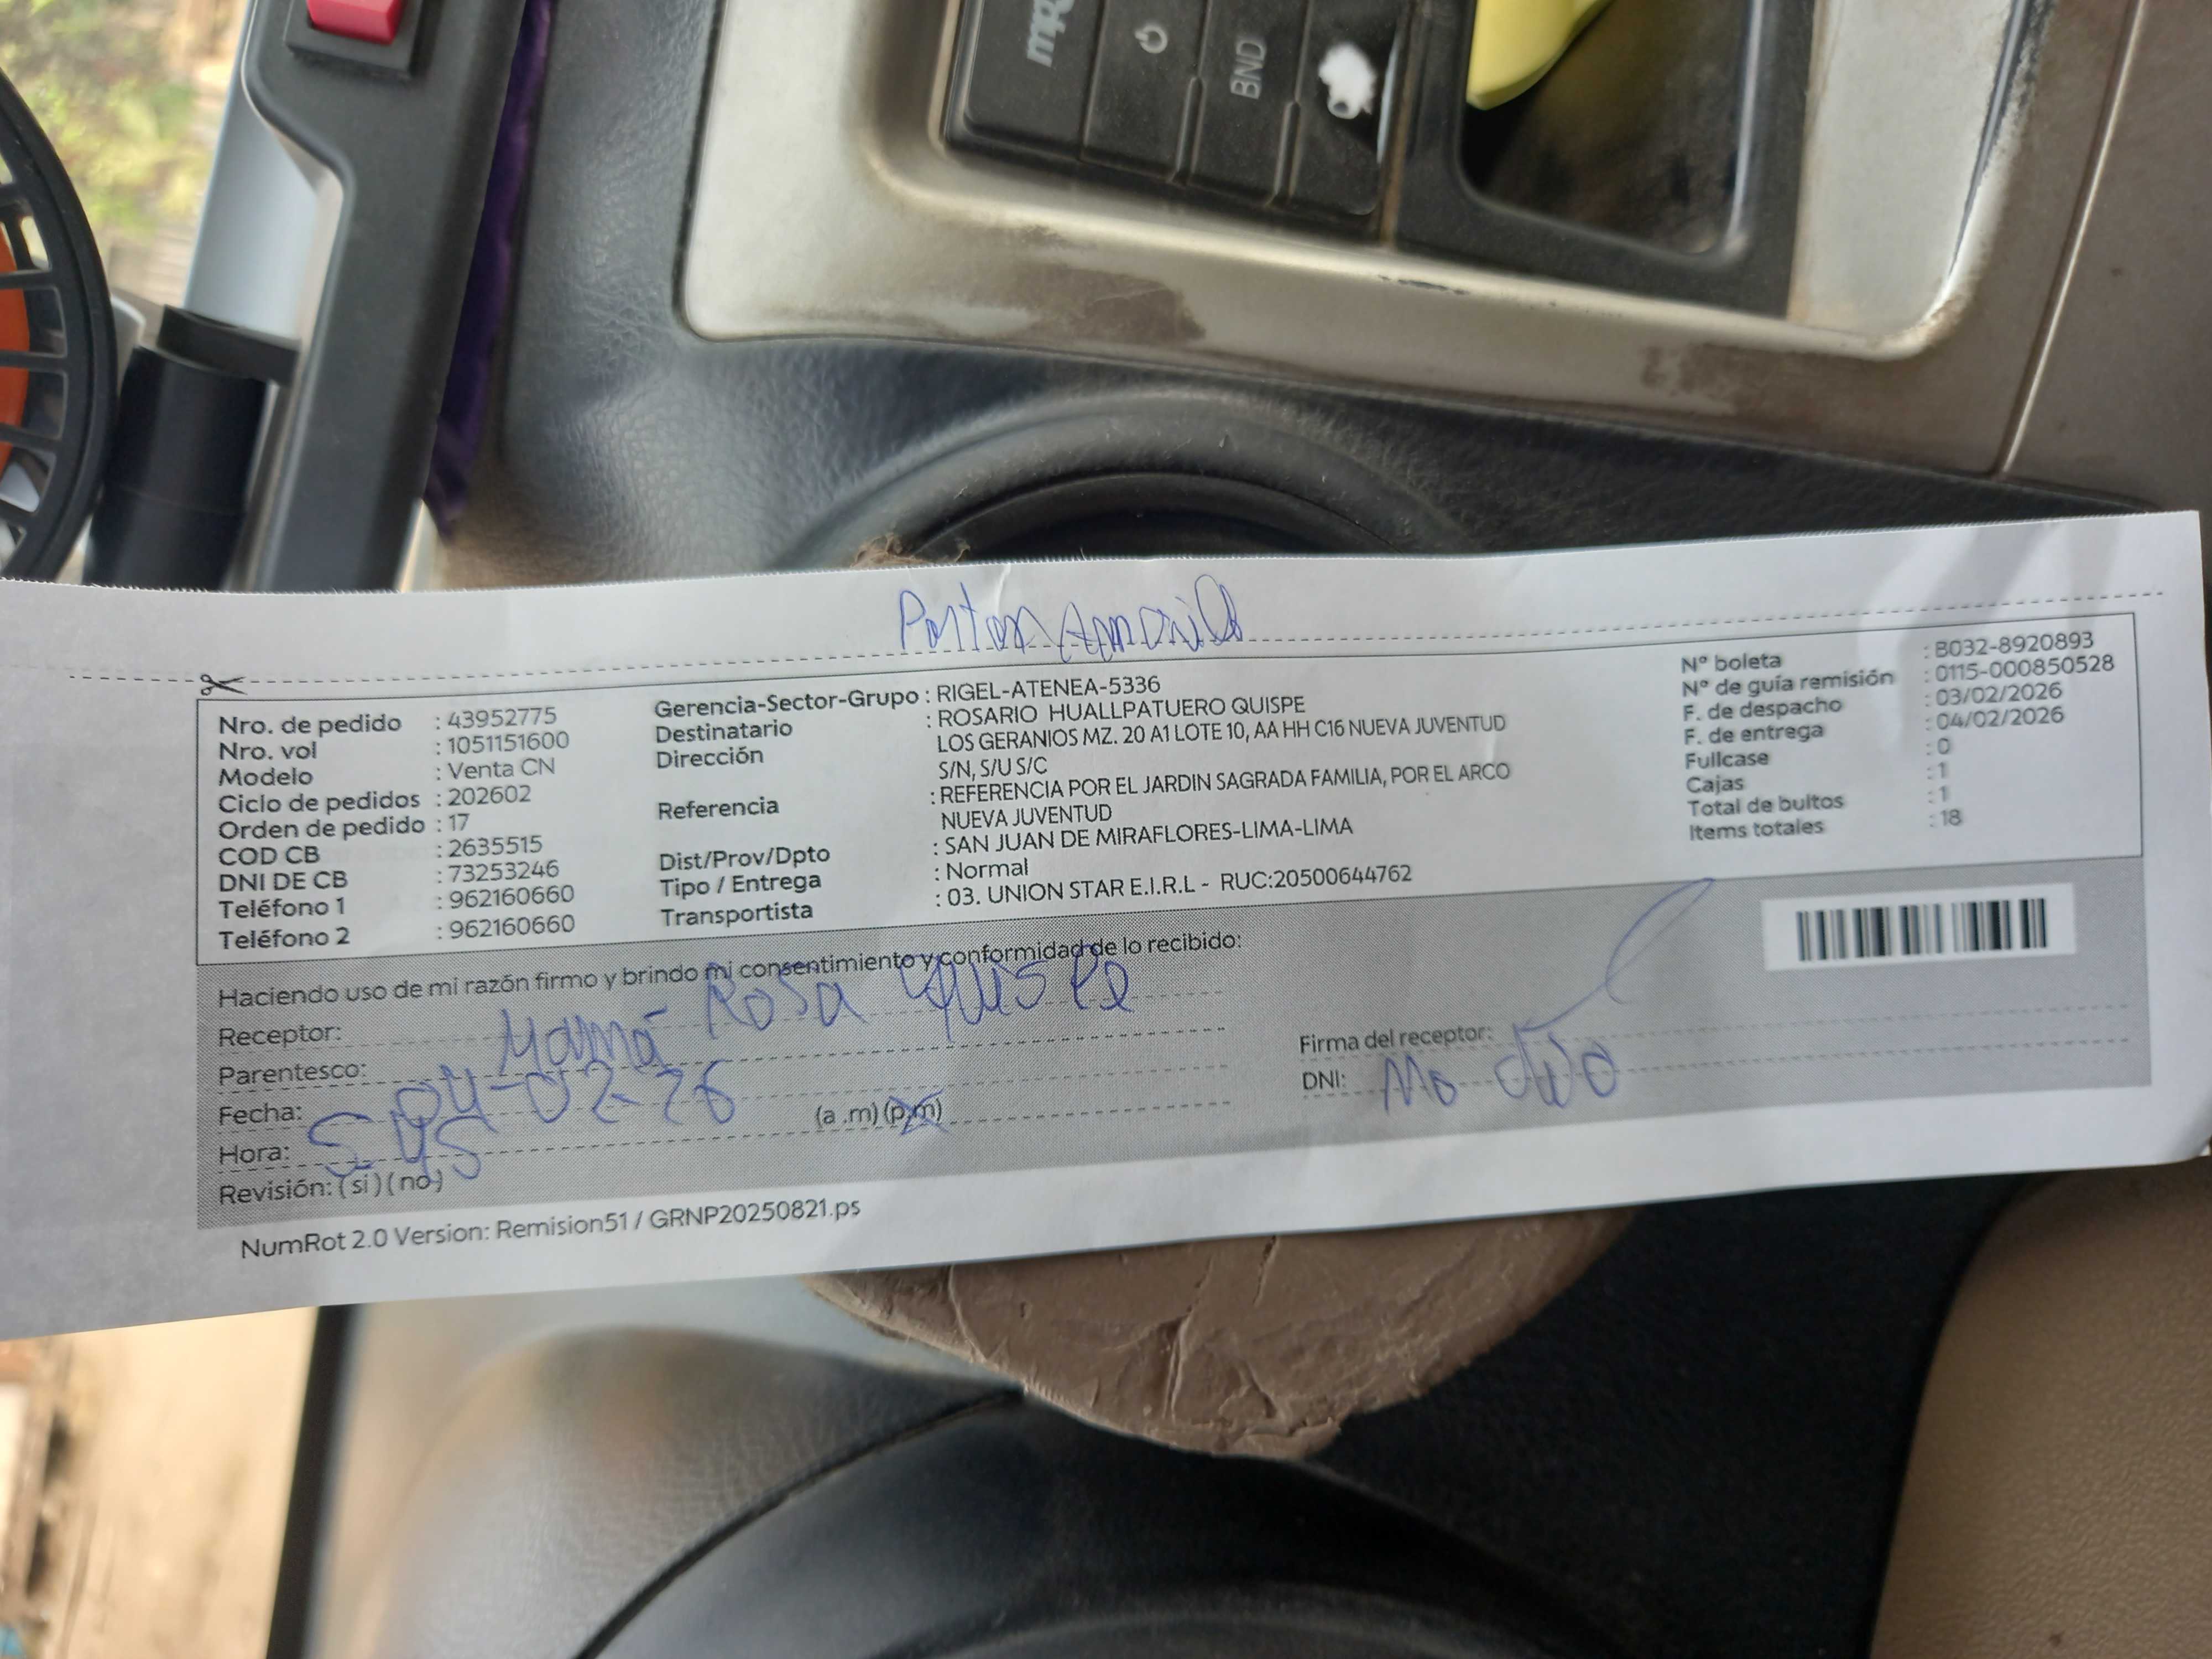 BND
Porton Amarillo
Nro. de pedido : 43952775
Nro. vol : 1051151600
Modelo : Venta CN
Ciclo de pedidos : 202602
Orden de pedido : 17
COD CB : 2635515
DNI DE CB : 73253246
Teléfono 1 : 962160660
Teléfono 2 : 962160660
Gerencia-Sector-Grupo : RIGEL-ATENEA-5336
Destinatario : ROSARIO HUALLPATUERO QUISPE
Dirección LOS GERANIOS MZ. 20 A1 LOTE 10, AA HH C16 NUEVA JUVENTUD
S/N, S/U S/C
Referencia : REFERENCIA POR EL JARDIN SAGRADA FAMILIA, POR EL ARCO
NUEVA JUVENTUD
Dist/Prov/Dpto : SAN JUAN DE MIRAFLORES-LIMA-LIMA
Tipo / Entrega : Normal
Transportista : 03. UNION STAR E.I.R.L - RUC:20500644762
N° boleta : B032-8920893
N° de guía remisión : 0115-000850528
F. de despacho : 03/02/2026
F. de entrega : 04/02/2026
Fullcase : 0
Cajas : 1
Total de bultos : 1
Items totales : 18
Haciendo uso de mi razón firmo y brindo mi consentimiento y conformidad de lo recibido:
Receptor: Rosa Quispe
Parentesco: Mamá
Fecha: 04-02-26
Hora: 5:45 (a .m) (p.m)
Revisión: ( si ) ( no )
Firma del receptor:
DNI: No dio
NumRot 2.0 Version: Remision51 / GRNP20250821.ps